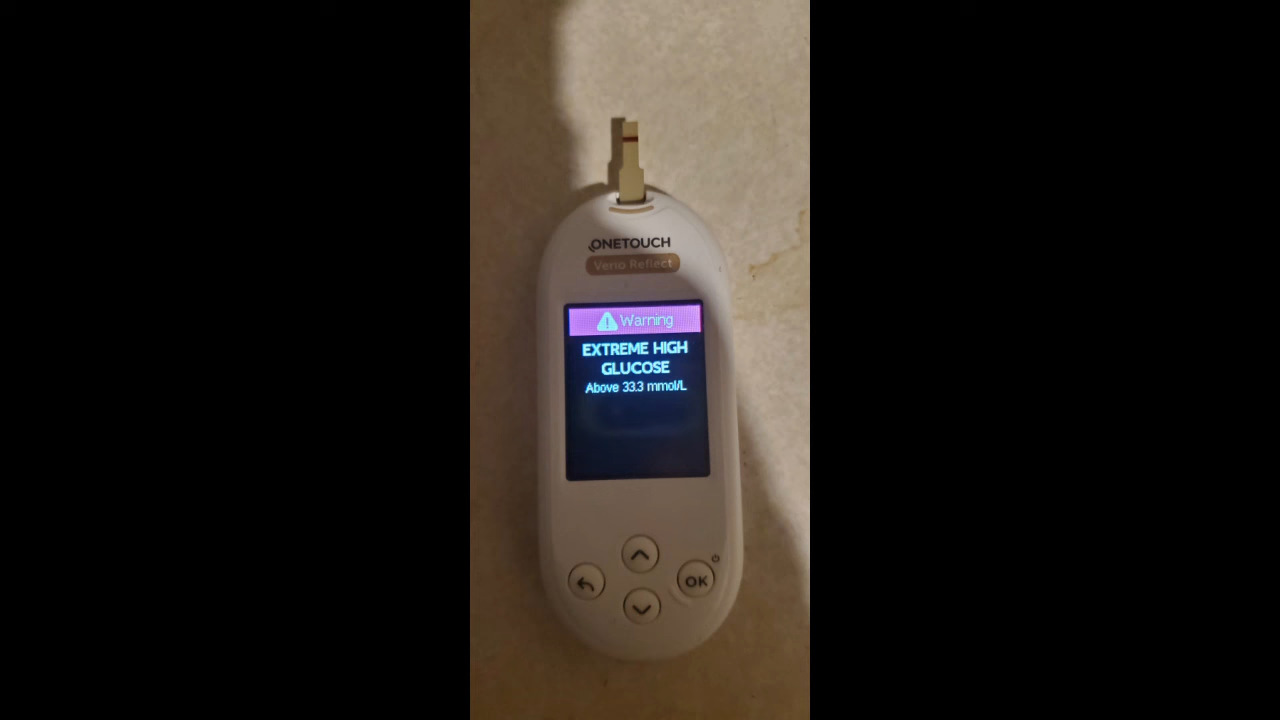 ONETOUCH
Verio Reflect
Warning
EXTREME HIGH
GLUCOSE
Above 33.3 mmol/L
OK